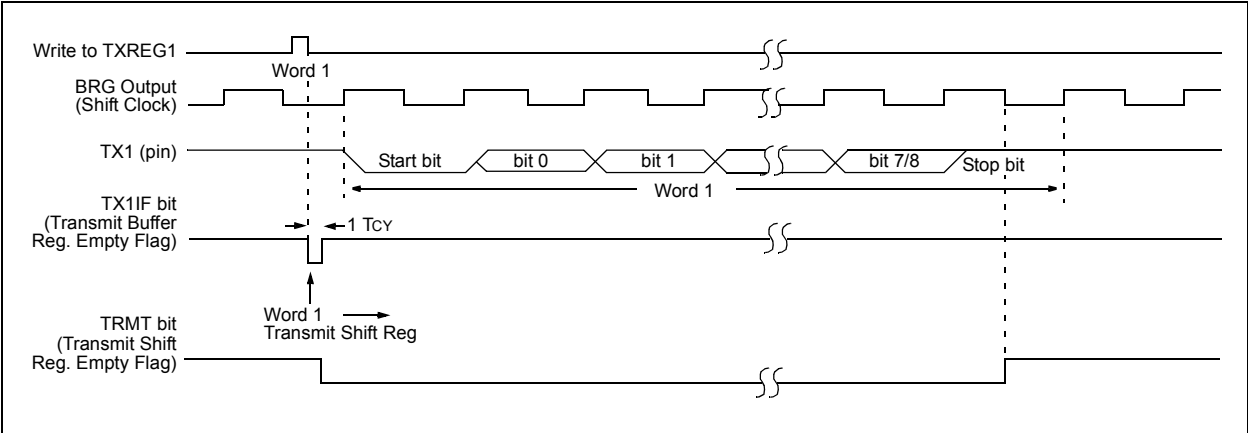 Write to TXREG1
Word 1
BRG Output
(Shift Clock)
TX1 (pin)
Start bit
bit 0
bit 1
bit 7/8
Stop bit
Word 1
TX1IF bit
(Transmit Buffer
Reg. Empty Flag)
1 TCY
Word 1
Transmit Shift Reg
TRMT bit
(Transmit Shift
Reg. Empty Flag)